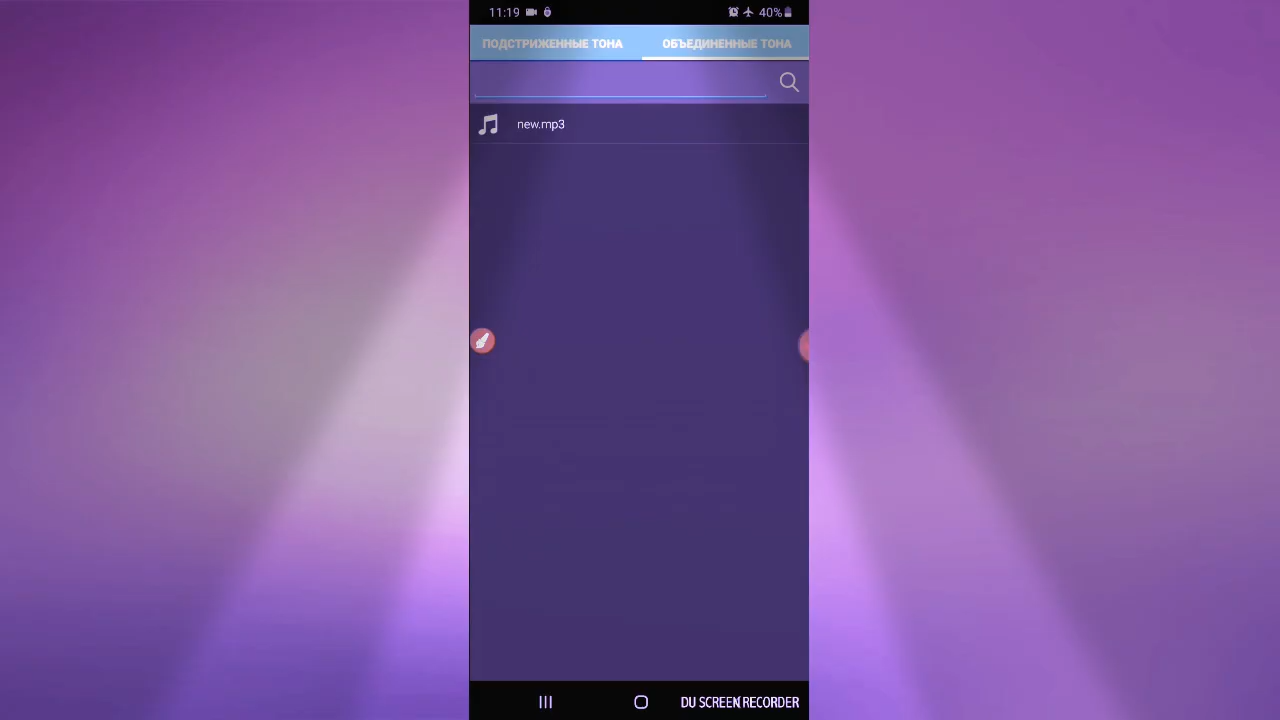 11:19 40%
ПОДСТРИЖЕННЫЕ ТОНА ОБЪЕДИНЕННЫЕ ТОНА
new.mp3
DU SCREEN RECORDER